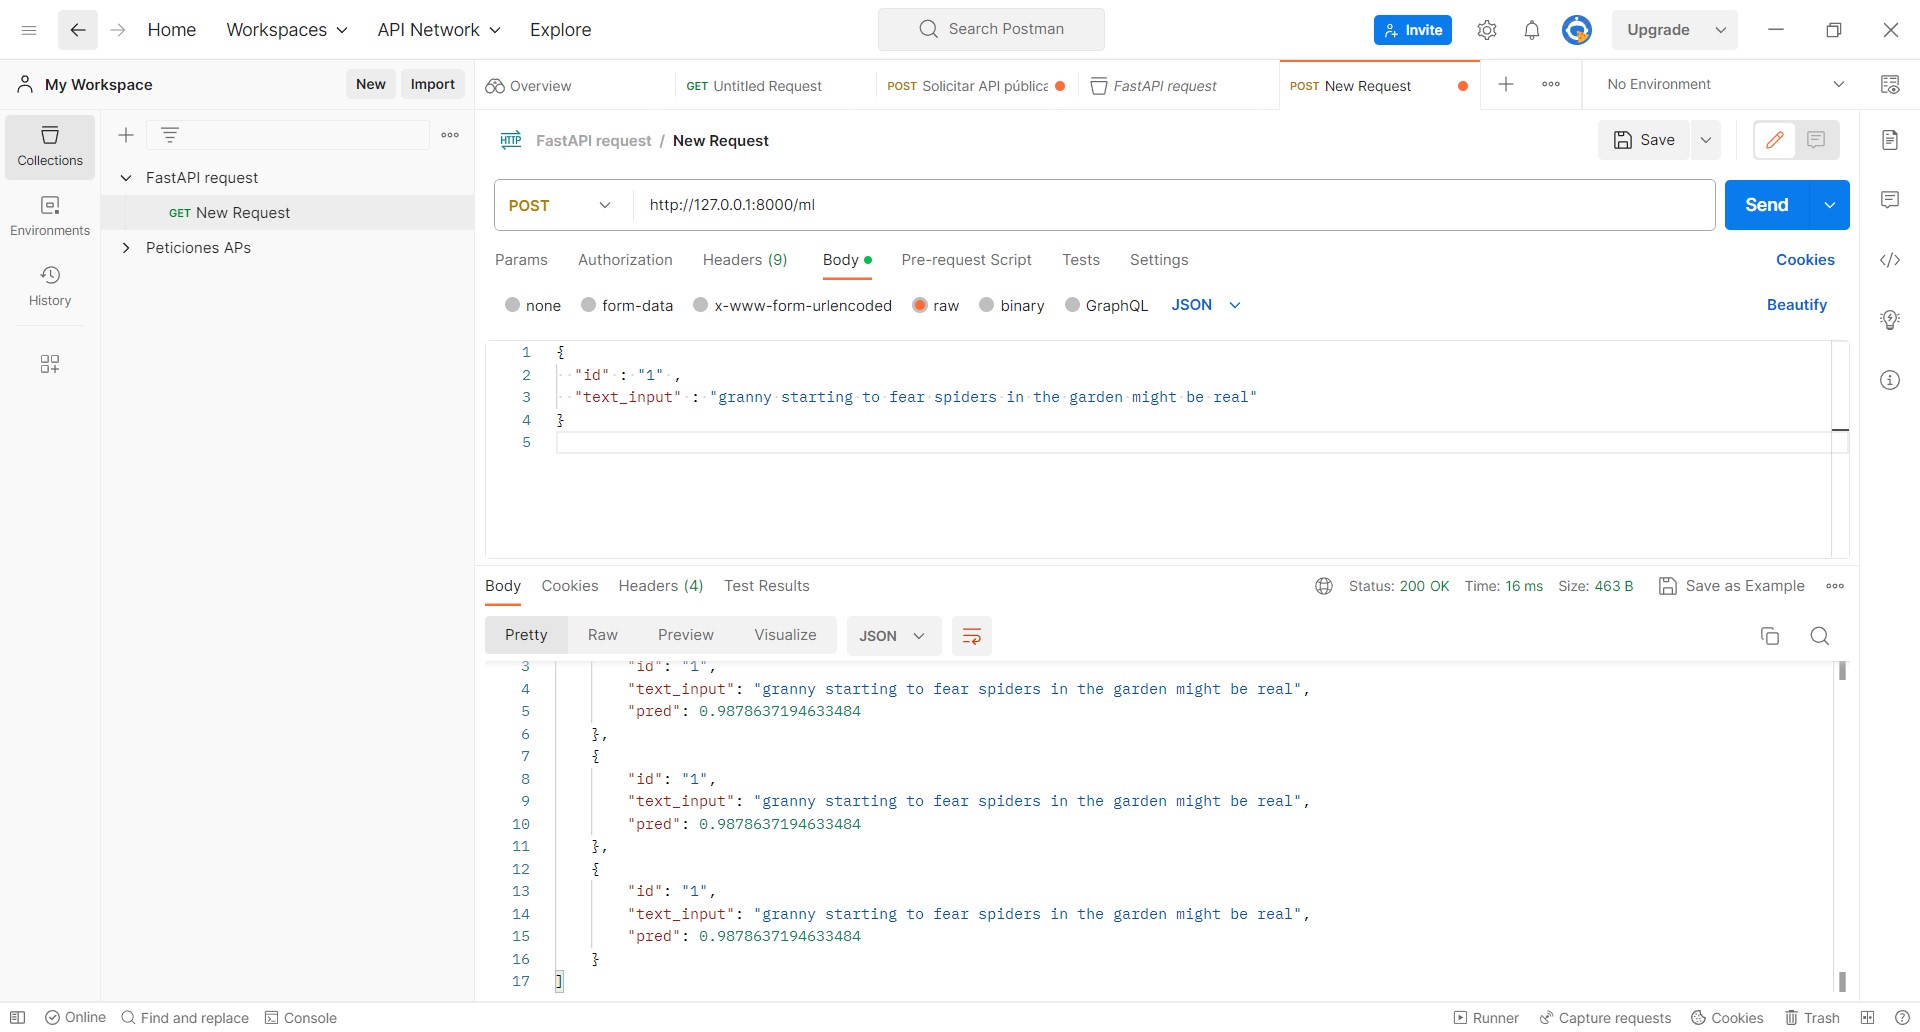 Home Workspaces API Network Explore Search Postman Invite Upgrade
My Workspace New Import Overview GET Untitled Request POST Solicitar API pública FastAPI request POST New Request No Environment
Collections
Environments
History
FastAPI request
GET New Request
Peticiones APs
HTTP FastAPI request / New Request Save
POST http://127.0.0.1:8000/ml Send
Params Authorization Headers (9) Body Pre-request Script Tests Settings Cookies
none form-data x-www-form-urlencoded raw binary GraphQL JSON Beautify
1 {
2 "id" : "1" ,
3 "text_input" : "granny starting to fear spiders in the garden might be real"
4 }
5
Body Cookies Headers (4) Test Results Status: 200 OK Time: 16 ms Size: 463 B Save as Example
Pretty Raw Preview Visualize JSON
3 "id": "1",
4 "text_input": "granny starting to fear spiders in the garden might be real",
5 "pred": 0.9878637194633484
6 },
7 {
8 "id": "1",
9 "text_input": "granny starting to fear spiders in the garden might be real",
10 "pred": 0.9878637194633484
11 },
12 {
13 "id": "1",
14 "text_input": "granny starting to fear spiders in the garden might be real",
15 "pred": 0.9878637194633484
16 }
17 ]
Online Find and replace Console Runner Capture requests Cookies Trash